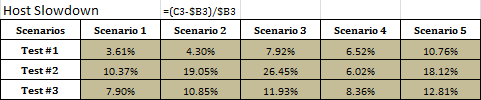 Host Slowdown =(C3-$B3)/$B3
Scenarios Scenario 1 Scenario 2 Scenario 3 Scenario 4 Scenario 5
Test #1 3.61% 4.30% 7.92% 6.52% 10.76%
Test #2 10.37% 19.05% 26.45% 6.02% 18.12%
Test #3 7.90% 10.85% 11.93% 8.36% 12.81%